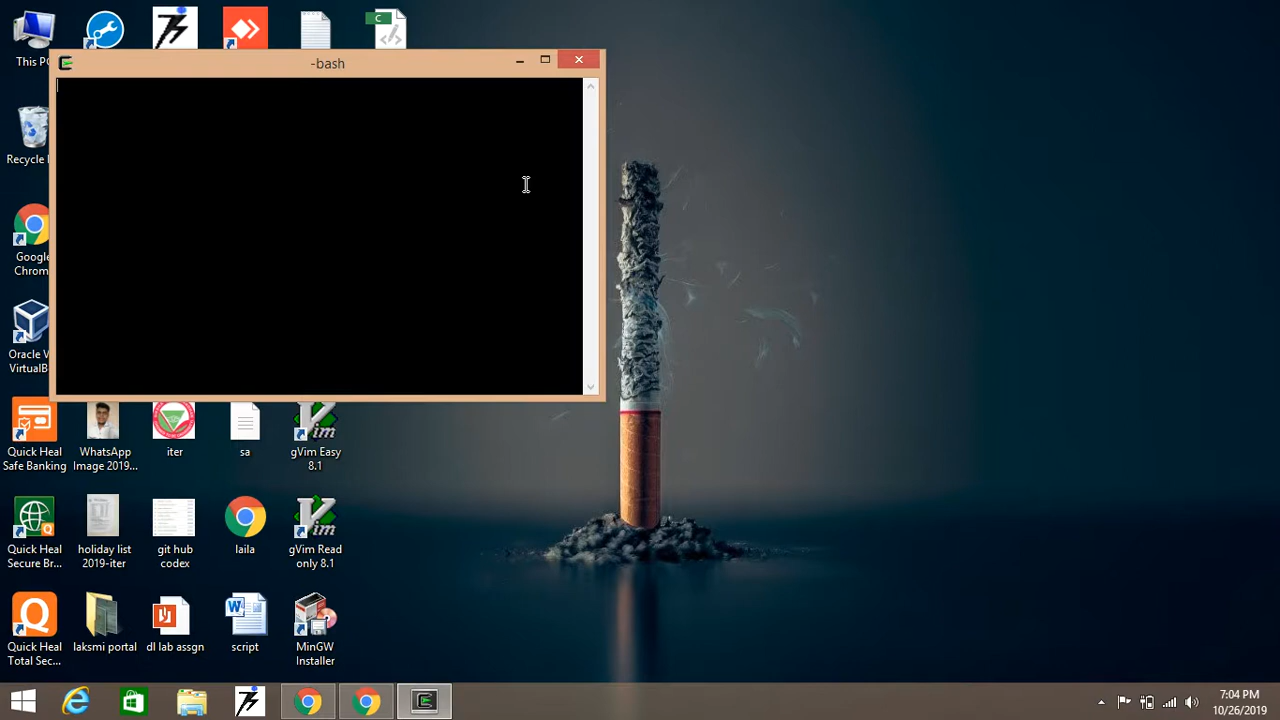 This P
-bash
Recycle
Google
Chrom
Oracle V
VirtualB
Quick Heal
Safe Banking
WhatsApp
Image 2019...
iter
sa
gVim Easy
8.1
Quick Heal
Secure Br...
holiday list
2019-iter
git hub
codex
laila
gVim Read
only 8.1
Quick Heal
Total Sec...
laksmi portal
dl lab assgn
script
MinGW
Installer
7:04 PM
10/26/2019